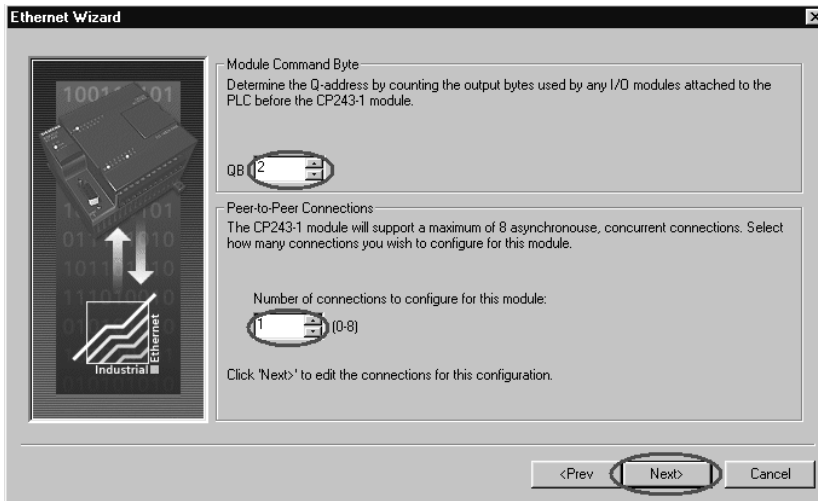 Ethernet Wizard
Module Command Byte
Determine the Q-address by counting the output bytes used by any I/O modules attached to the
PLC before the CP243-1 module.
QB 2
Peer-to-Peer Connections
The CP243-1 module will support a maximum of 8 asynchronouse, concurrent connections. Select
how many connections you wish to configure for this module.
Number of connections to configure for this module:
1 (0-8)
Click 'Next>' to edit the connections for this configuration.
Industrial
Ethernet
<Prev
Next>
Cancel